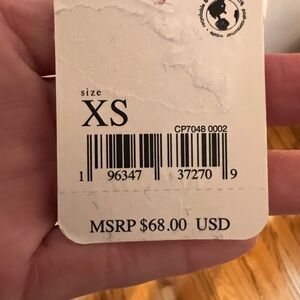 size
XS
CP7048 0002
1 96347 37270 9
MSRP $68.00 USD